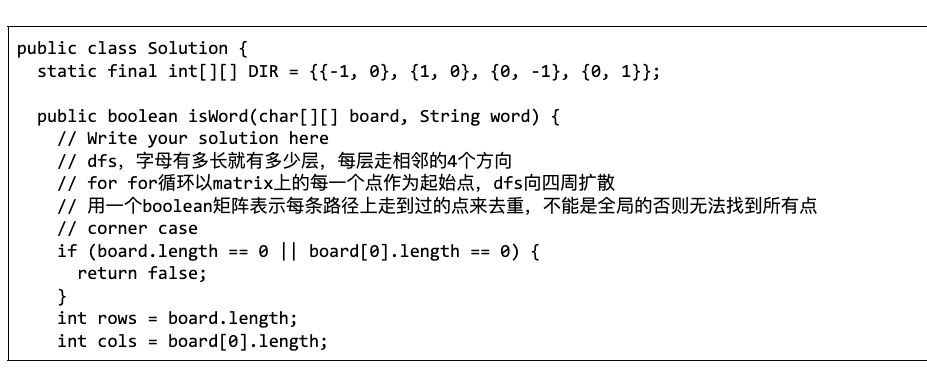 public class Solution {
  static final int[][] DIR = {{-1, 0}, {1, 0}, {0, -1}, {0, 1}};

  public boolean isWord(char[][] board, String word) {
    // Write your solution here
    // dfs，字母有多长就有多少层，每层走相邻的4个方向
    // for for循环以matrix上的每一个点作为起始点，dfs向四周扩散
    // 用一个boolean矩阵表示每条路径上走到过的点来去重，不能是全局的否则无法找到所有点
    // corner case
    if (board.length == 0 || board[0].length == 0) {
      return false;
    }
    int rows = board.length;
    int cols = board[0].length;